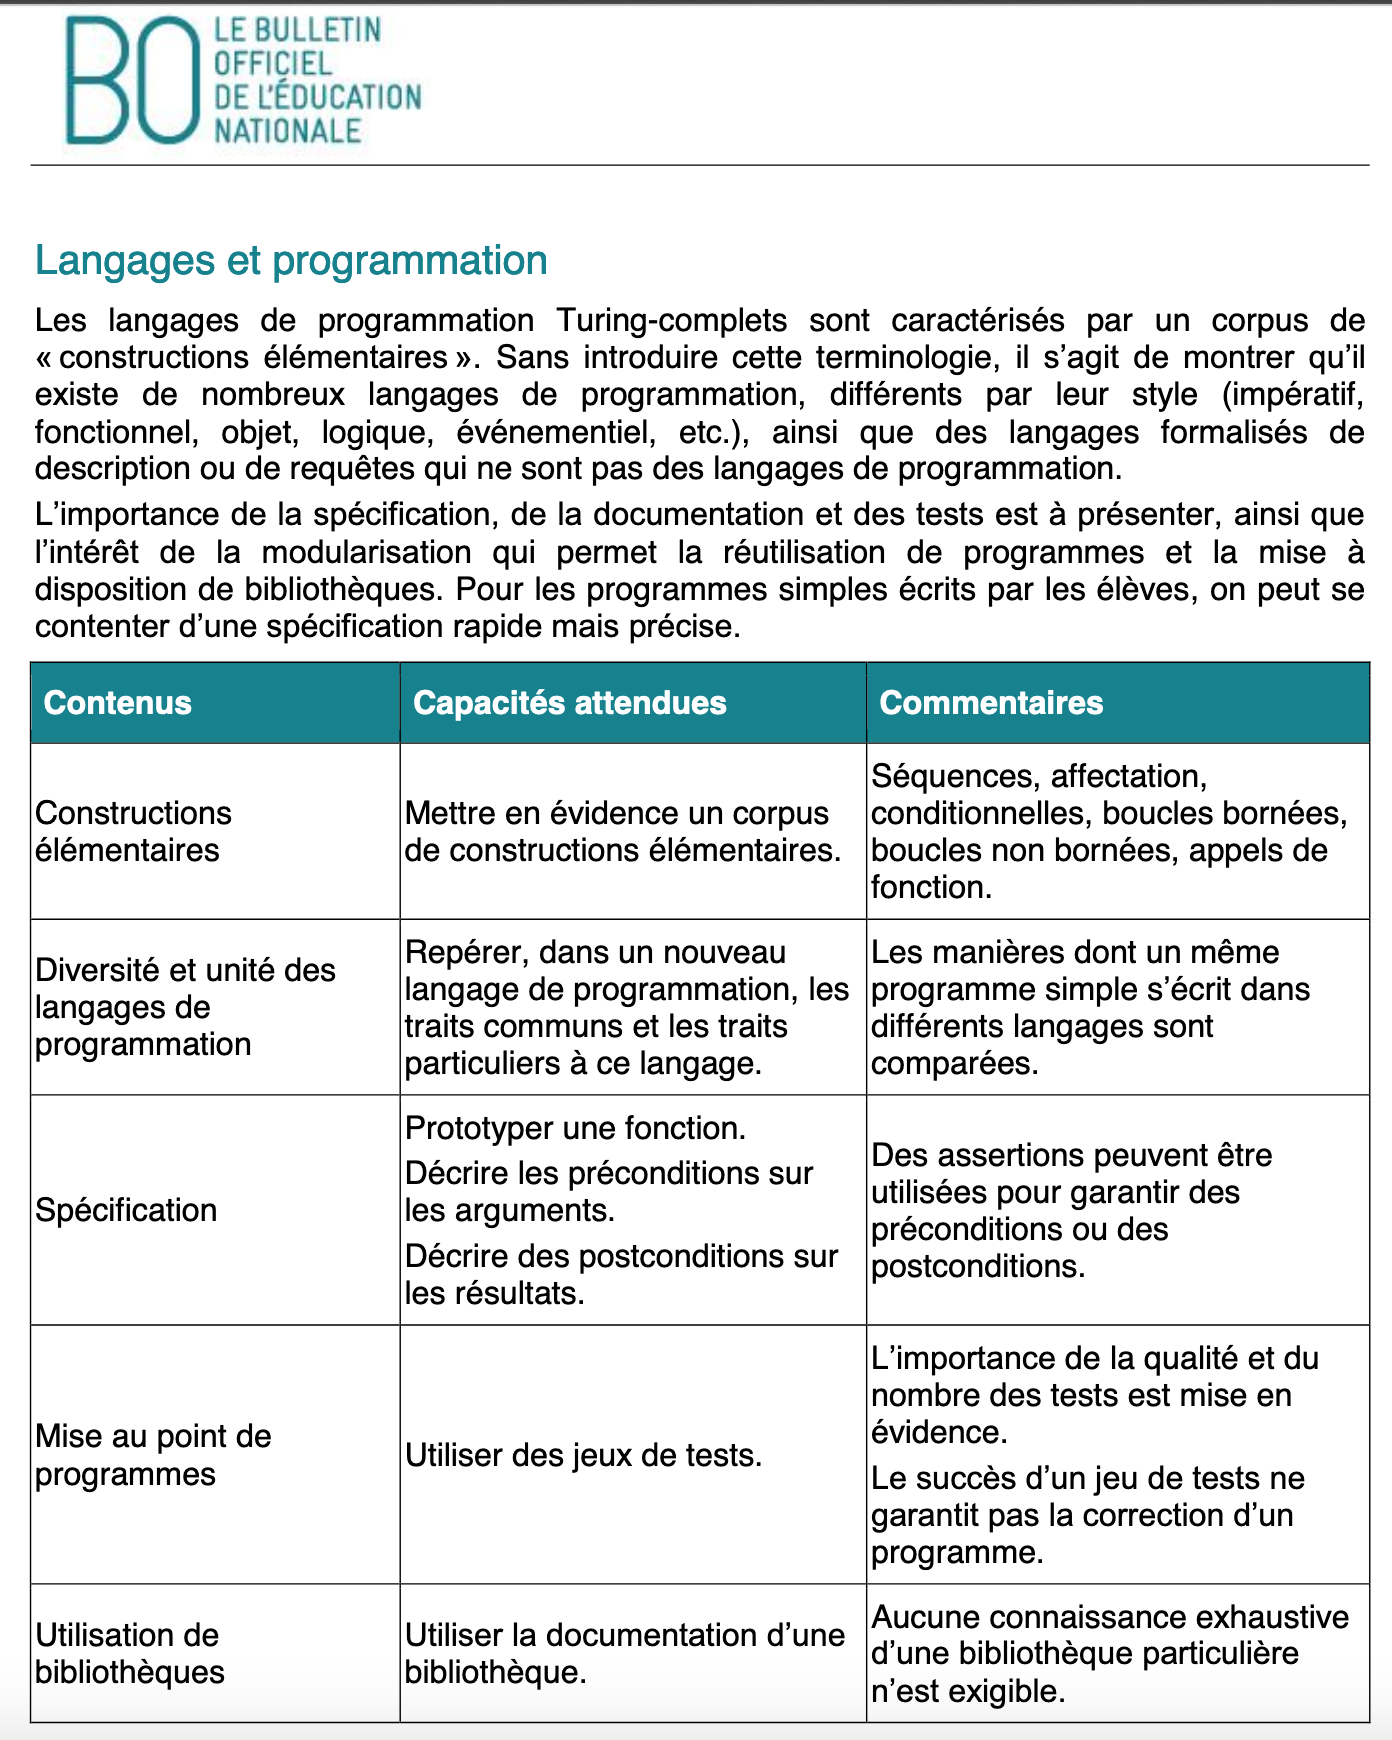 BO
LE BULLETIN
OFFICIEL
DE L'ÉDUCATION
NATIONALE
Langages et programmation
Les langages de programmation Turing-complets sont caractérisés par un corpus de
« constructions élémentaires ». Sans introduire cette terminologie, il s'agit de montrer qu'il
existe de nombreux langages de programmation, différents par leur style (impératif,
fonctionnel, objet, logique, événementiel, etc.), ainsi que des langages formalisés de
description ou de requêtes qui ne sont pas des langages de programmation.
L'importance de la spécification, de la documentation et des tests est à présenter, ainsi que
l'intérêt de la modularisation qui permet la réutilisation de programmes et la mise à
disposition de bibliothèques. Pour les programmes simples écrits par les élèves, on peut se
contenter d'une spécification rapide mais précise.
Contenus
Capacités attendues
Commentaires
Constructions
élémentaires
Mettre en évidence un corpus
de constructions élémentaires.
Séquences, affectation,
conditionnelles, boucles bornées,
boucles non bornées, appels de
fonction.
Diversité et unité des
langages de
programmation
Repérer, dans un nouveau
langage de programmation, les
traits communs et les traits
particuliers à ce langage.
Les manières dont un même
programme simple s'écrit dans
différents langages sont
comparées.
Spécification
Prototyper une fonction.
Décrire les préconditions sur
les arguments.
Décrire des postconditions sur
les résultats.
Des assertions peuvent être
utilisées pour garantir des
préconditions ou des
postconditions.
Mise au point de
programmes
Utiliser des jeux de tests.
L'importance de la qualité et du
nombre des tests est mise en
évidence.
Le succès d'un jeu de tests ne
garantit pas la correction d'un
programme.
Utilisation de
bibliothèques
Utiliser la documentation d'une
bibliothèque.
Aucune connaissance exhaustive
d'une bibliothèque particulière
n'est exigible.